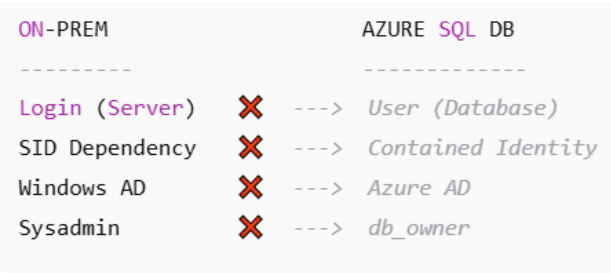 ON-PREM AZURE SQL DB
--------- -------------
Login (Server) ❌ ---> User (Database)
SID Dependency ❌ ---> Contained Identity
Windows AD ❌ ---> Azure AD
Sysadmin ❌ ---> db_owner